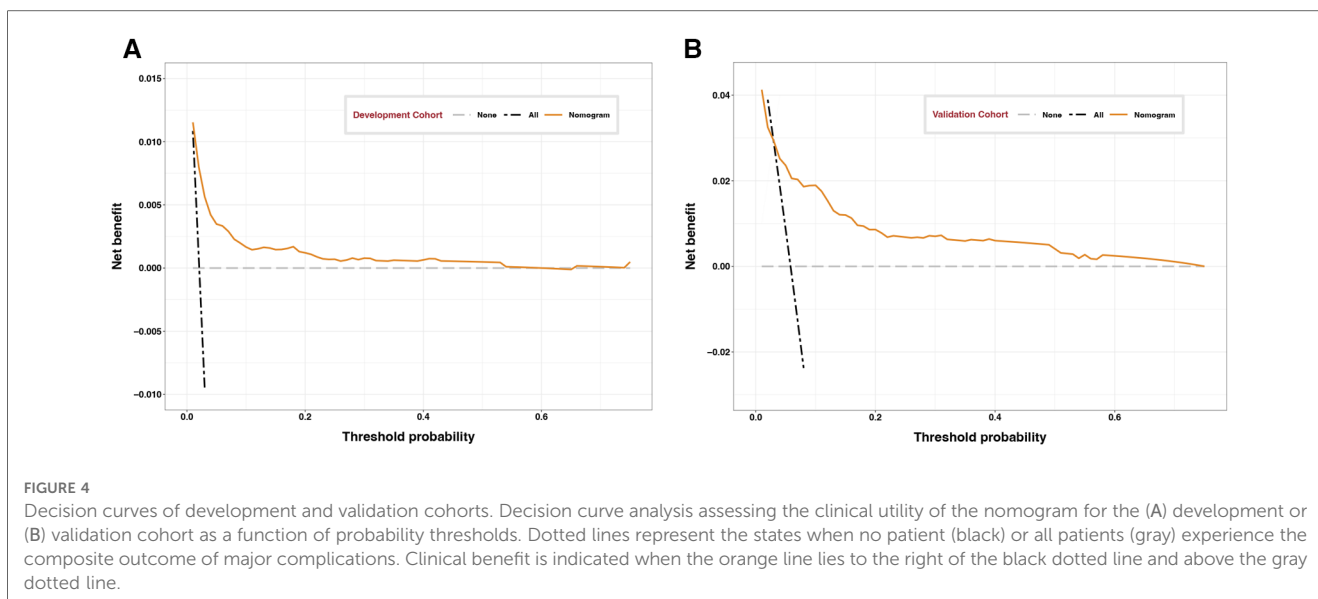 A
B
0.015
0.010
0.005
0.000
−0.005
−0.010
Net benefit
Development Cohort None All Nomogram
0.0 0.2 0.4 0.6
Threshold probability
0.04
0.02
0.00
−0.02
Net benefit
Validation Cohort None All Nomogram
0.0 0.2 0.4 0.6
Threshold probability
FIGURE 4
Decision curves of development and validation cohorts. Decision curve analysis assessing the clinical utility of the nomogram for the (A) development or
(B) validation cohort as a function of probability thresholds. Dotted lines represent the states when no patient (black) or all patients (gray) experience the
composite outcome of major complications. Clinical benefit is indicated when the orange line lies to the right of the black dotted line and above the gray
dotted line.